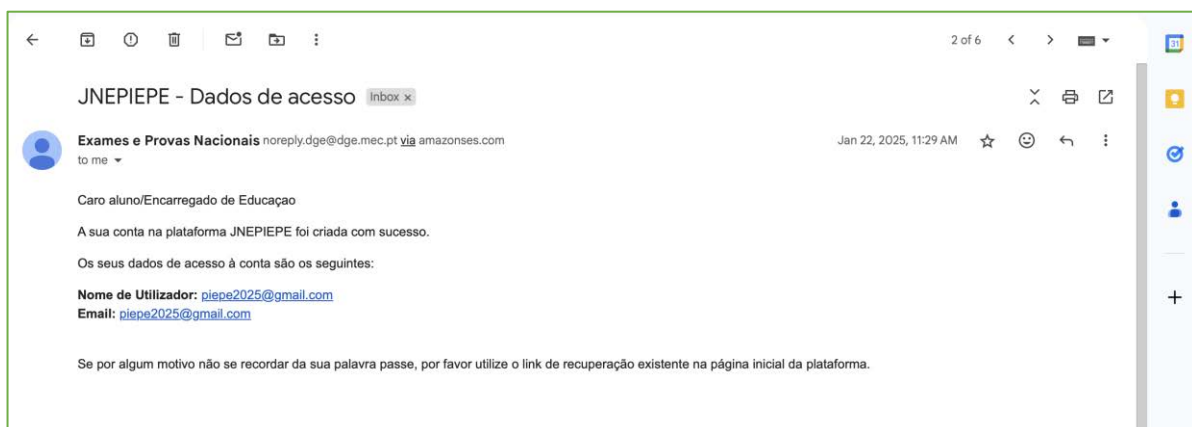 2 of 6
31
JNEPIEPE - Dados de acesso Inbox x
Exames e Provas Nacionais noreply.dge@dge.mec.pt via amazonses.com
Jan 22, 2025, 11:29 AM
to me
Caro aluno/Encarregado de Educaçao
A sua conta na plataforma JNEPIEPE foi criada com sucesso.
Os seus dados de acesso à conta são os seguintes:
Nome de Utilizador: piepe2025@gmail.com
Email: piepe2025@gmail.com
Se por algum motivo não se recordar da sua palavra passe, por favor utilize o link de recuperação existente na página inicial da plataforma.